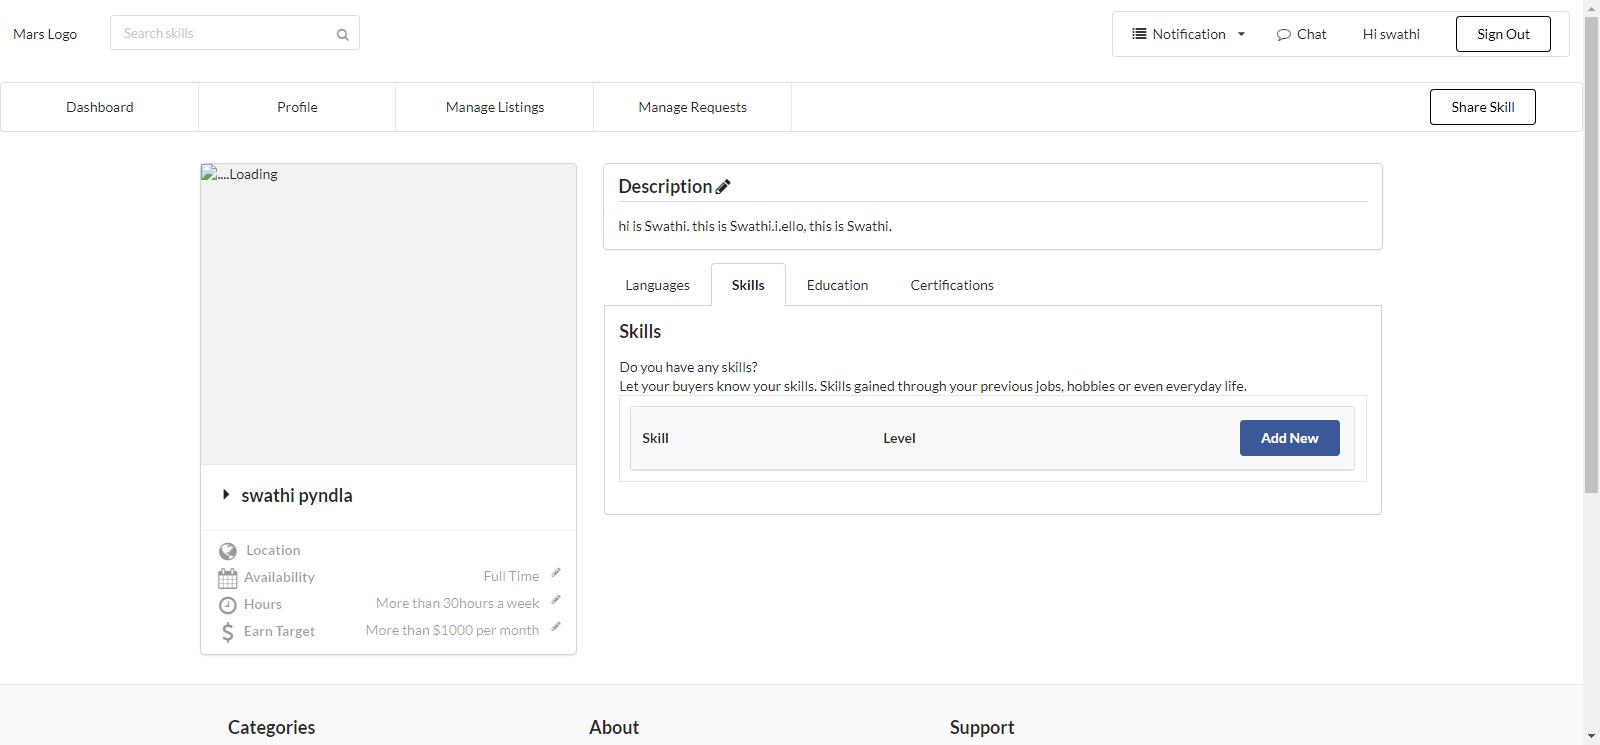 Mars Logo
Search skills
Notification
Chat
Hi swathi
Sign Out
Dashboard
Profile
Manage Listings
Manage Requests
Share Skill
....Loading
swathi pyndla
Location
Availability
Full Time
Hours
More than 30hours a week
Earn Target
More than $1000 per month
Description
hi is Swathi. this is Swathi.i.ello, this is Swathi.
Languages
Skills
Education
Certifications
Skills
Do you have any skills?
Let your buyers know your skills. Skills gained through your previous jobs, hobbies or even everyday life.
Skill
Level
Add New
Categories
About
Support